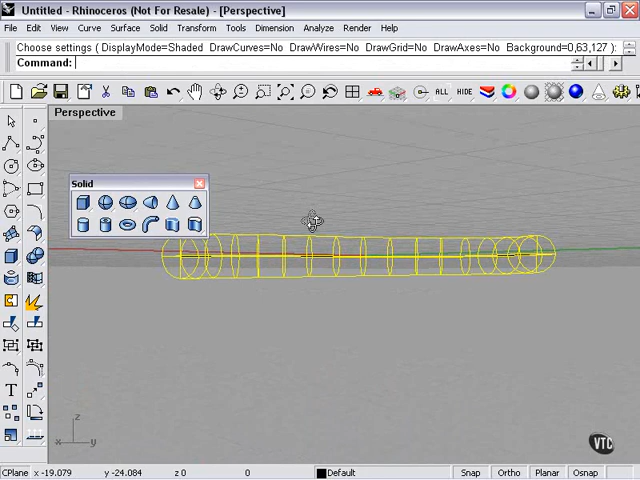 Untitled - Rhinoceros (Not For Resale) - [Perspective]
File Edit View Curve Surface Solid Transform Tools Dimension Analyze Render Help
Choose settings ( DisplayMode=Shaded DrawCurves=No DrawWires=No DrawGrid=No DrawAxes=No Background=0,63,127 ):
Command:
ALL HIDE
Perspective
Solid
T
z
x y
VTC
CPlane x -19.079 y -24.084 z 0 0 Default Snap Ortho Planar Osnap